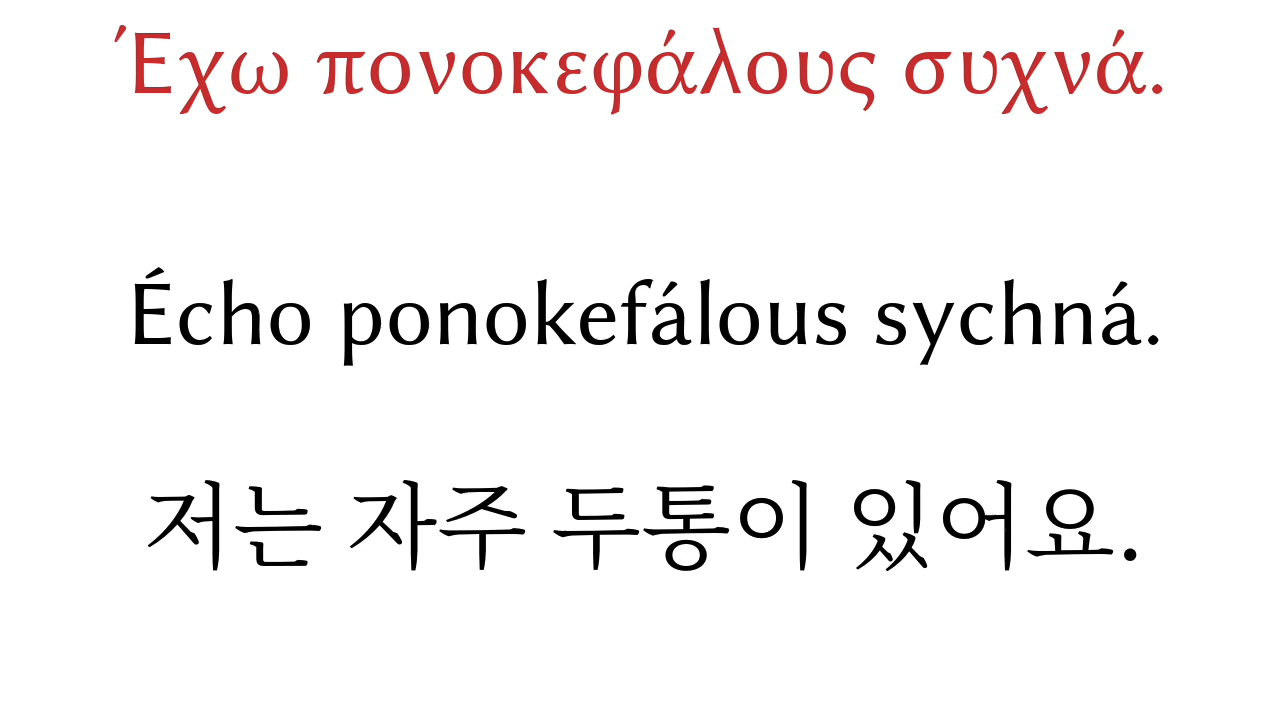 Έχω πονοκεφάλους συχνά.
Écho ponokefálous sychná.
저는 자주 두통이 있어요.